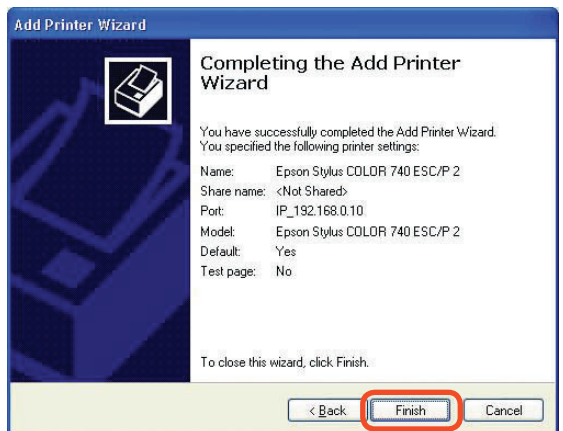 Add Printer Wizard
Completing the Add Printer
Wizard
You have successfully completed the Add Printer Wizard.
You specified the following printer settings:
Name: Epson Stylus COLOR 740 ESC/P 2
Share name: <Not Shared>
Port: IP_192.168.0.10
Model: Epson Stylus COLOR 740 ESC/P 2
Default: Yes
Test page: No
To close this wizard, click Finish.
< Back Finish Cancel